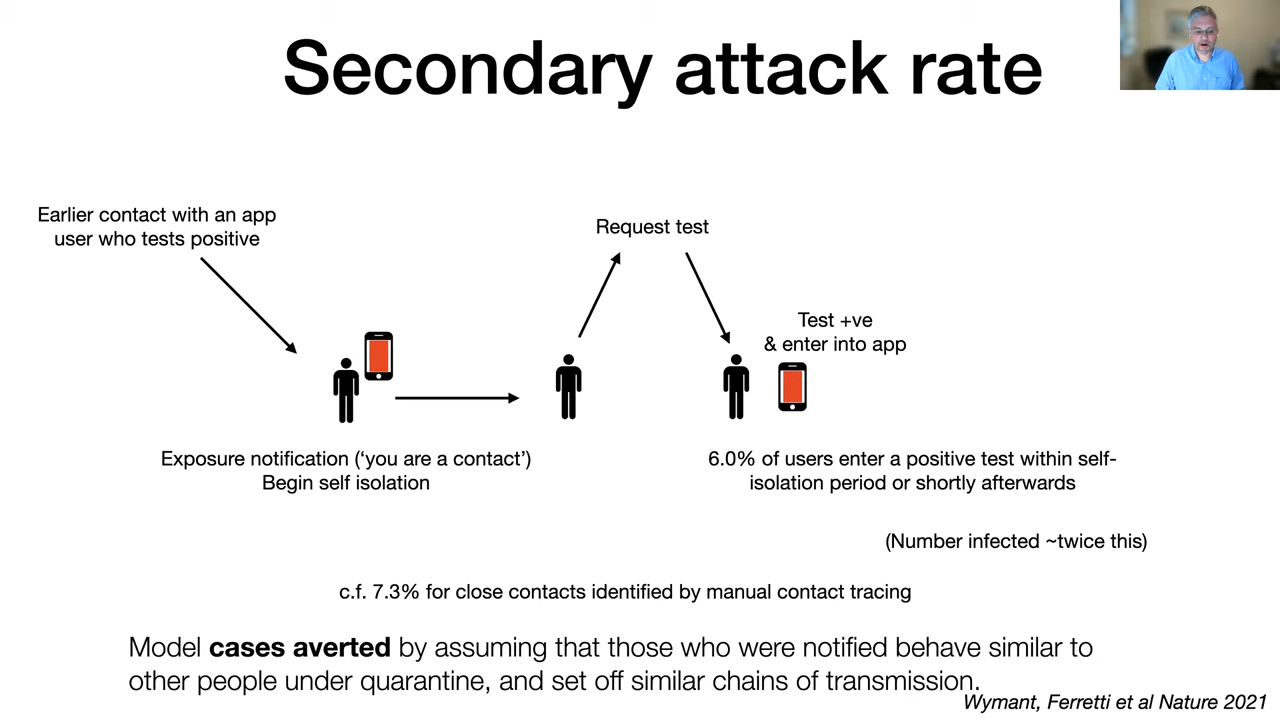 Secondary attack rate
Earlier contact with an app
user who tests positive
Request test
Test +ve
& enter into app
Exposure notification (‘you are a contact’)
Begin self isolation
6.0% of users enter a positive test within self-
isolation period or shortly afterwards
(Number infected ~twice this)
c.f. 7.3% for close contacts identified by manual contact tracing
Model cases averted by assuming that those who were notified behave similar to
other people under quarantine, and set off similar chains of transmission.
Wymant, Ferretti et al Nature 2021